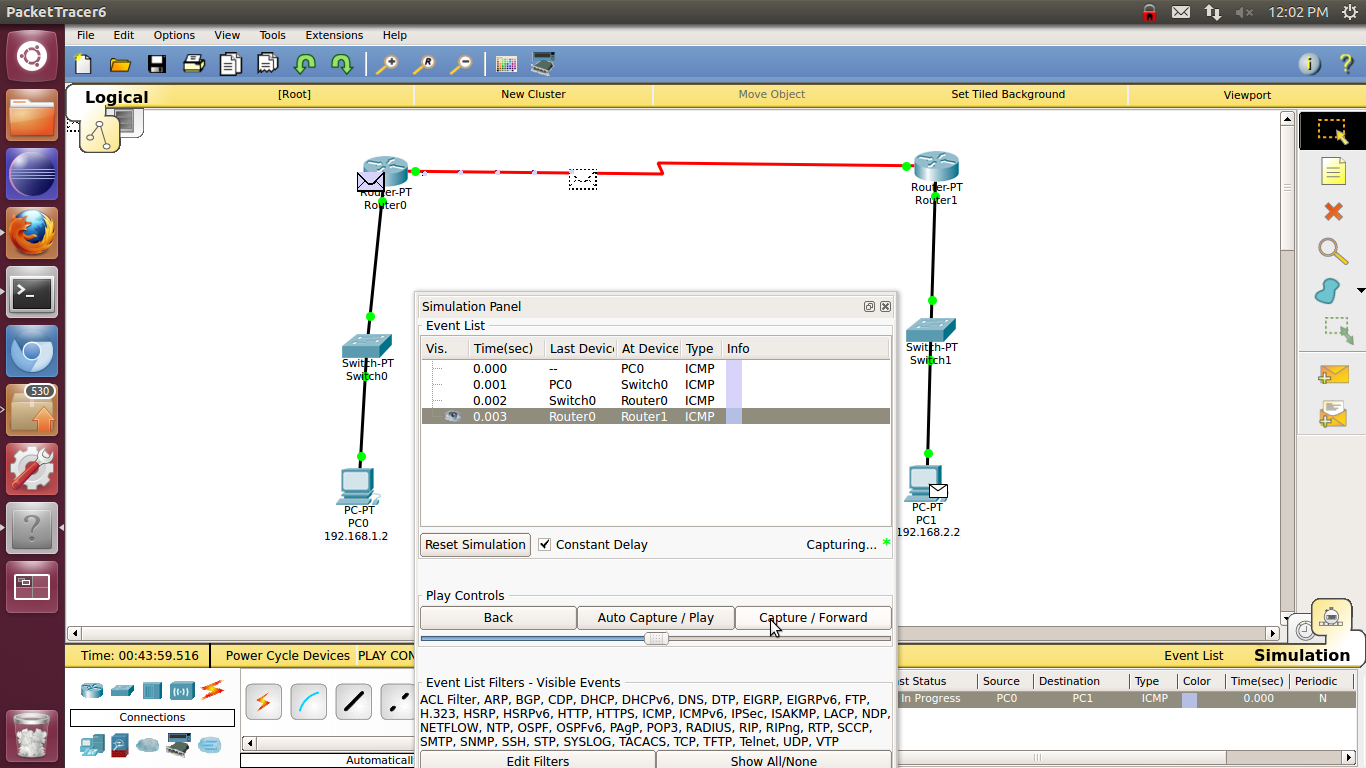 PacketTracer6
12:02 PM
File Edit Options View Tools Extensions Help
Logical
[Root]
New Cluster
Move Object
Set Tiled Background
Viewport
Router-PT
Router0
Router-PT
Router1
Switch-PT
Switch0
Switch-PT
Switch1
PC-PT
PC0
192.168.1.2
PC-PT
PC1
192.168.2.2
530
Simulation Panel
Event List
Vis. Time(sec) Last Devic At Device Type Info
0.000 -- PC0 ICMP
0.001 PC0 Switch0 ICMP
0.002 Switch0 Router0 ICMP
0.003 Router0 Router1 ICMP
Reset Simulation
Constant Delay
Capturing... *
Play Controls
Back
Auto Capture / Play
Capture / Forward
Event List Filters - Visible Events
ACL Filter, ARP, BGP, CDP, DHCP, DHCPv6, DNS, DTP, EIGRP, EIGRPv6, FTP,
H.323, HSRP, HSRPv6, HTTP, HTTPS, ICMP, ICMPv6, IPSec, ISAKMP, LACP, NDP,
NETFLOW, NTP, OSPF, OSPFv6, PAgP, POP3, RADIUS, RIP, RIPng, RTP, SCCP,
SMTP, SNMP, SSH, STP, SYSLOG, TACACS, TCP, TFTP, Telnet, UDP, VTP
Edit Filters
Show All/None
Time: 00:43:59.516
Power Cycle Devices
PLAY CON
Event List
Simulation
Connections
Automaticall
st Status Source Destination Type Color Time(sec) Periodic
In Progress PC0 PC1 ICMP 0.000 N